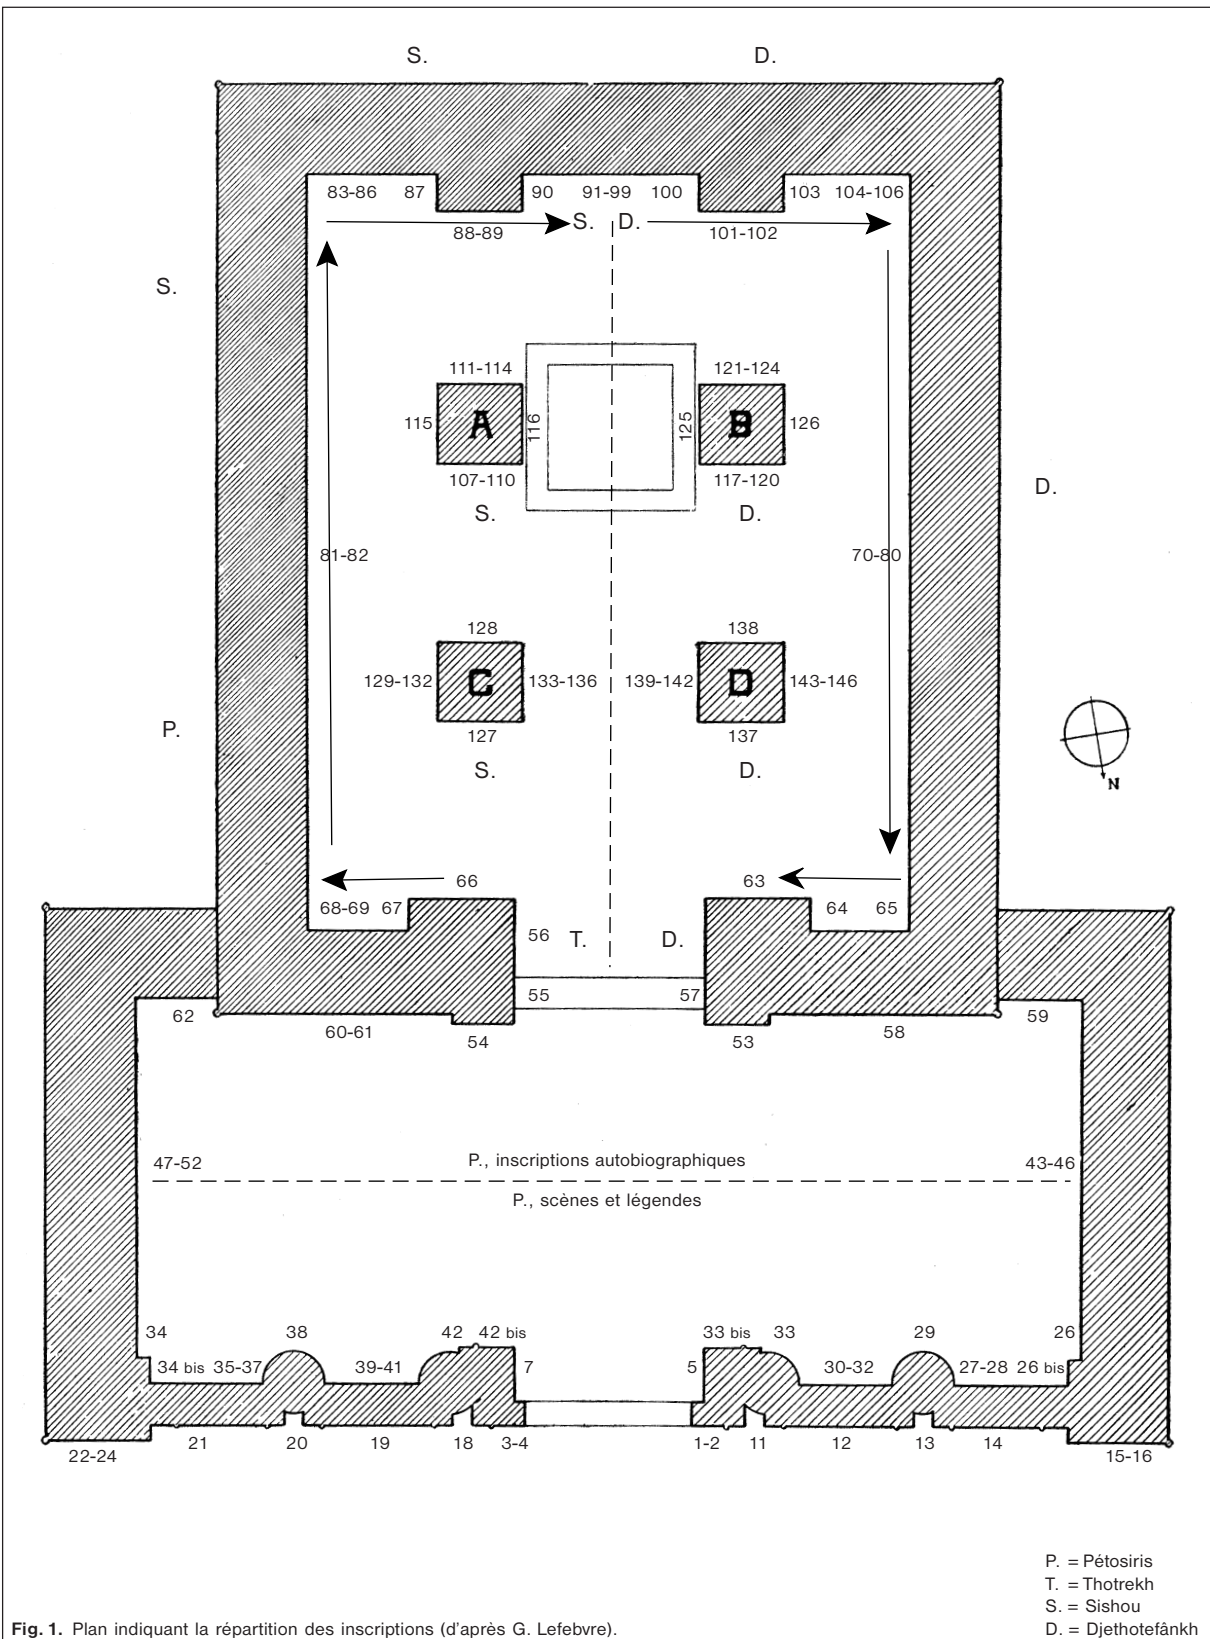 S. D.
83-86 87 90 91-99 100 103 104-106
S. D.
88-89 101-102
S.
111-114 121-124
115 A 116 125 B 126
107-110 117-120
S. D.
D.
81-82 70-80
128 138
129-132 C 133-136 139-142 D 143-146
127 137
P.
S. D.
N
66 63
68-69 67 64 65
56 T. D.
55 57
62 59
60-61 54 53 58
47-52 P., inscriptions autobiographiques 43-46
P., scènes et légendes
34 38 42 42 bis 33 bis 33 29 26
34 bis 35-37 39-41 7 5 30-32 27-28 26 bis
22-24 21 20 19 18 3-4 1-2 11 12 13 14 15-16
P. = Pétosiris
T. = Thotrekh
S. = Sishou
D. = Djethotefânkh
Fig. 1. Plan indiquant la répartition des inscriptions (d'après G. Lefebvre).